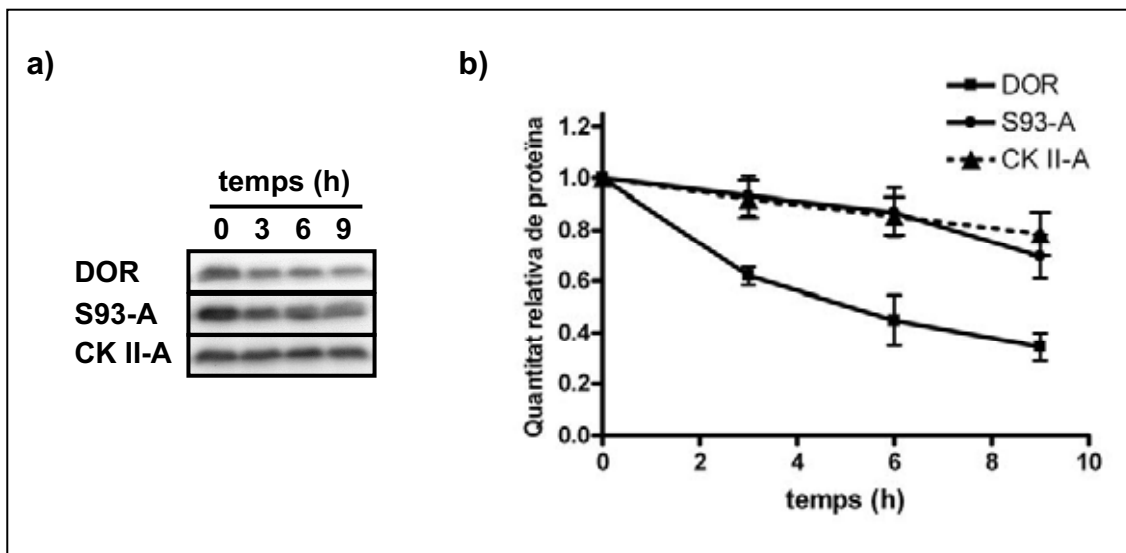 a)
temps (h)
0 3 6 9
DOR
S93-A
CK II-A
b)
DOR
S93-A
CK II-A
Quantitat relativa de proteïna
1.2
1.0
0.8
0.6
0.4
0.2
0.0
0 2 4 6 8 10
temps (h)